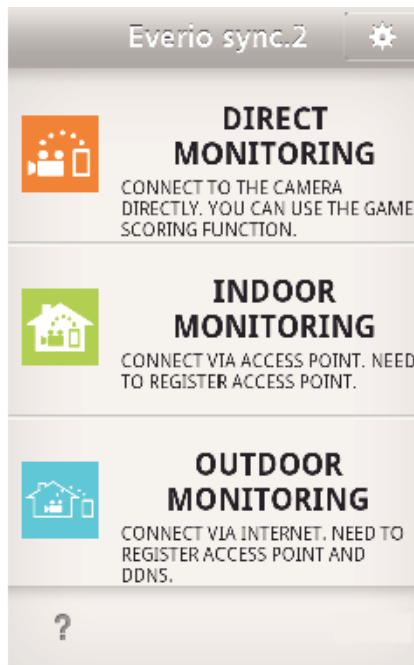 Everio sync.2
DIRECT
MONITORING
CONNECT TO THE CAMERA
DIRECTLY. YOU CAN USE THE GAME
SCORING FUNCTION.
INDOOR
MONITORING
CONNECT VIA ACCESS POINT. NEED
TO REGISTER ACCESS POINT.
OUTDOOR
MONITORING
CONNECT VIA INTERNET. NEED TO
REGISTER ACCESS POINT AND
DDNS.
?